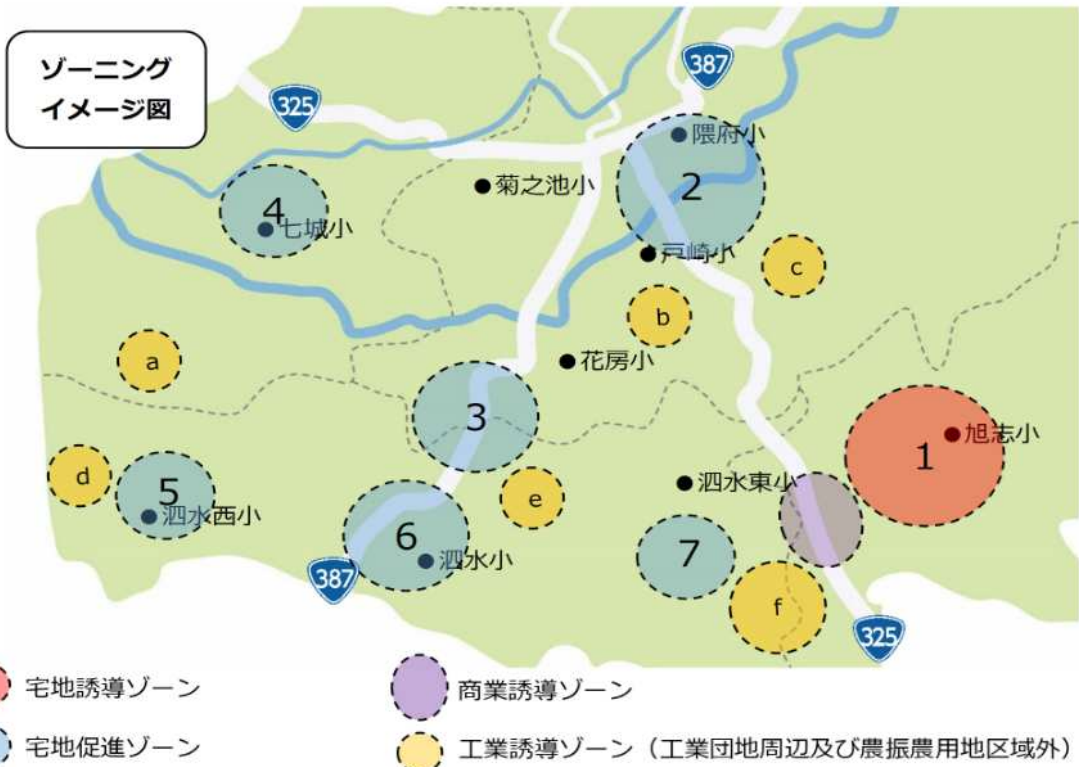 ゾーニング
イメージ図
325
387
隈府小
2
菊之池小
4
七城小
戸崎小
c
b
a
花房小
3
旭志小
1
d
5
泗水西小
e
泗水東小
6
泗水小
7
387
f
325
宅地誘導ゾーン
商業誘導ゾーン
宅地促進ゾーン
工業誘導ゾーン（工業団地周辺及び農振農用地区域外）